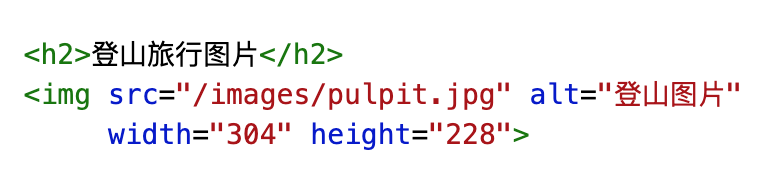 <h2>登山旅行图片</h2>
<img src="/images/pulpit.jpg" alt="登山图片"
width="304" height="228">